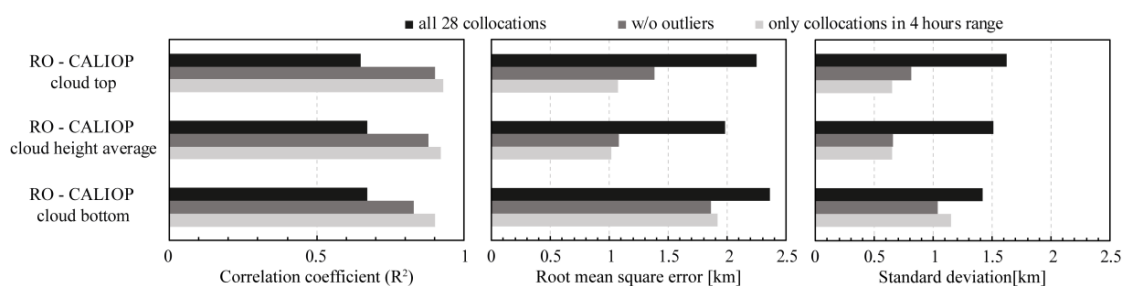 all 28 collocations w/o outliers only collocations in 4 hours range
RO - CALIOP
cloud top
RO - CALIOP
cloud height average
RO - CALIOP
cloud bottom
0 0.5 1
Correlation coefficient (R²)
0 0.5 1 1.5 2 2.5
Root mean square error [km]
0 0.5 1 1.5 2 2.5
Standard deviation[km]